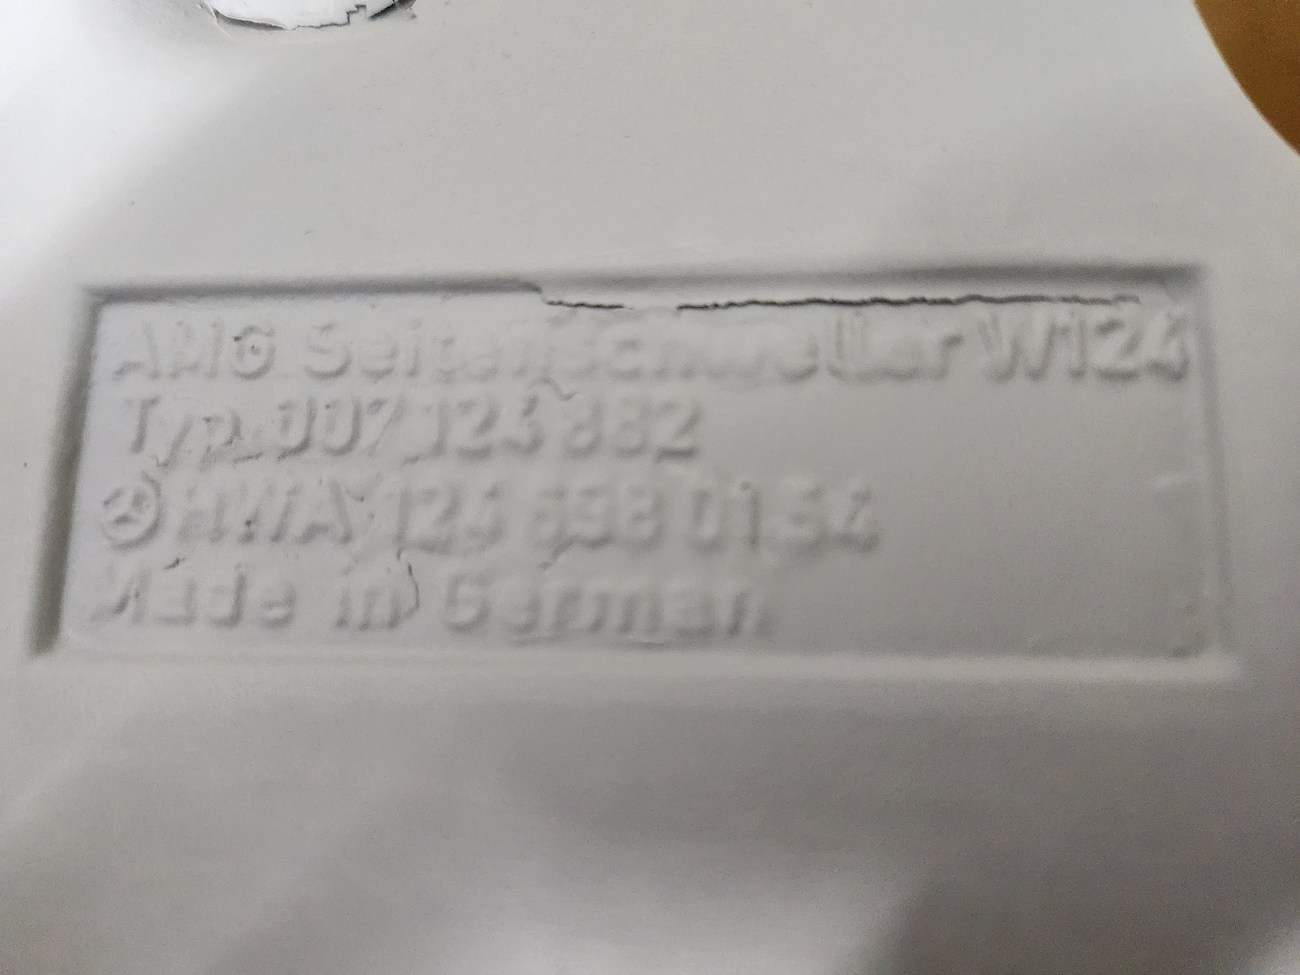 AMG Seitenschweller W124
Typ 007 124 882
HWA 124 698 01 54
Made in German